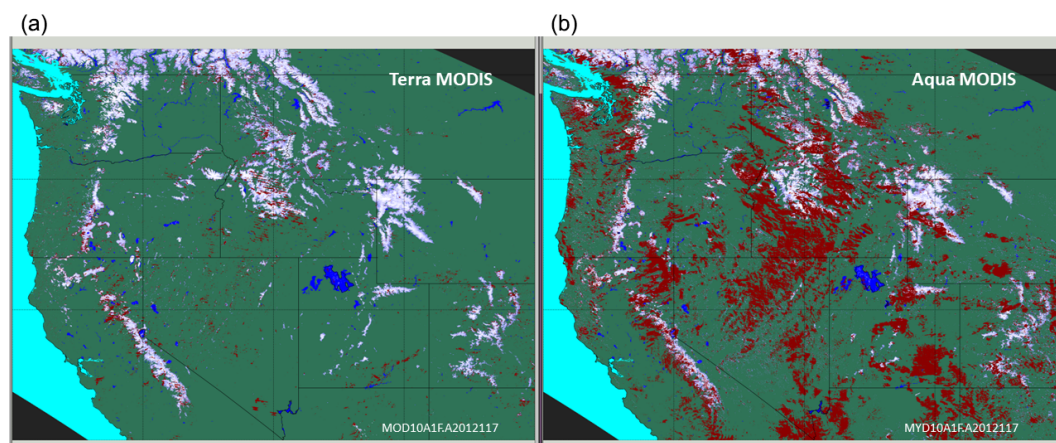 (a)
(b)
Terra MODIS
Aqua MODIS
MOD10A1F.A2012117
MYD10A1F.A2012117